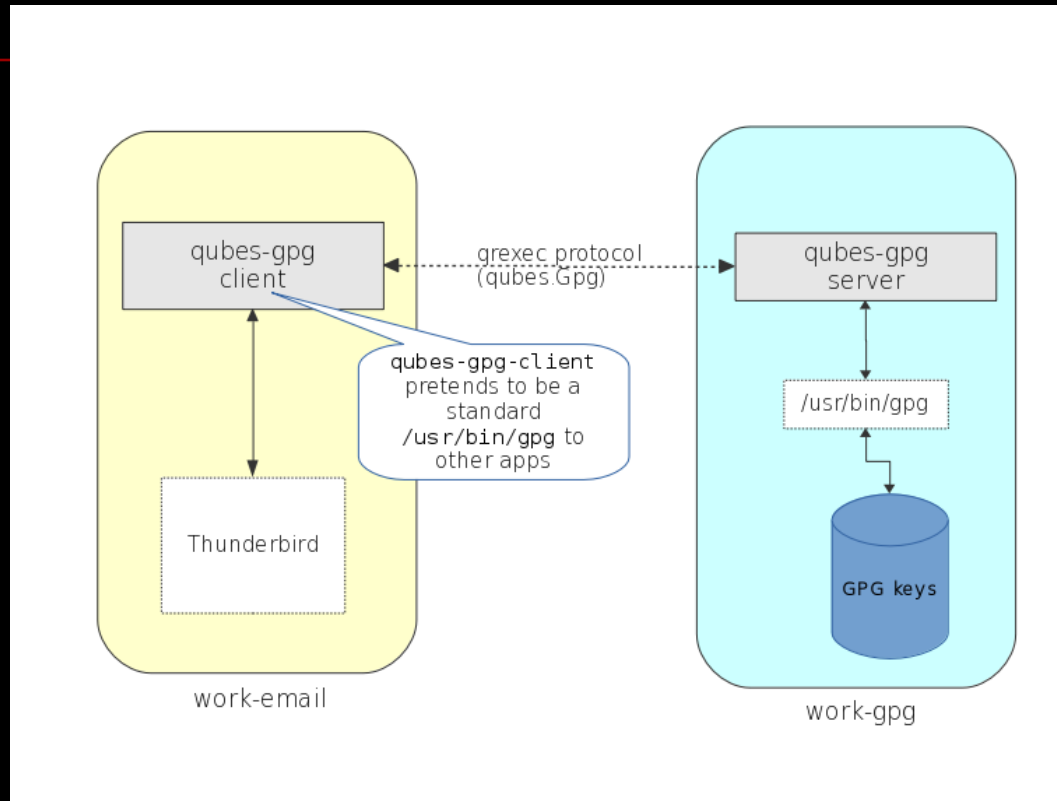 qubes-gpg
client
qrexec protocol
(qubes.Gpg)
qubes-gpg
server
qubes-gpg-client
pretends to be a
standard
/usr/bin/gpg to
other apps
/usr/bin/gpg
Thunderbird
GPG keys
work-email
work-gpg